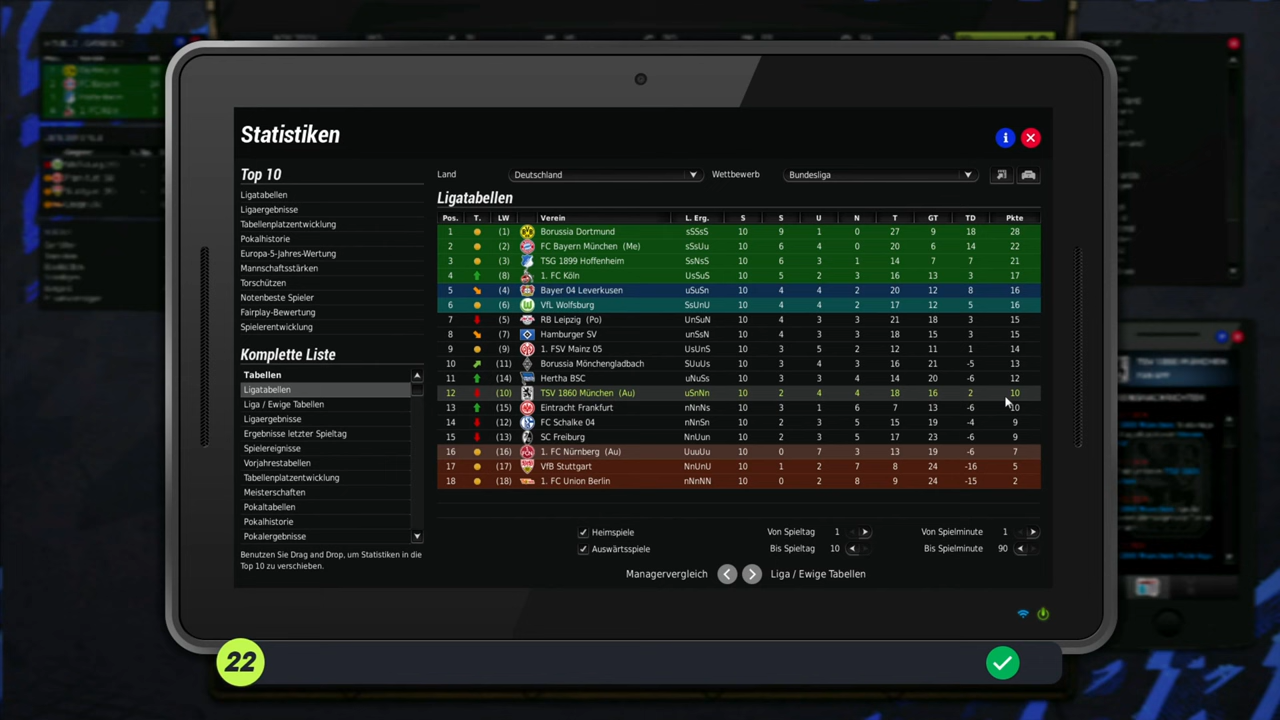 Statistiken
Top 10
Ligatabellen
Ligaergebnisse
Tabellenplatzentwicklung
Pokalhistorie
Europa-5-Jahres-Wertung
Mannschaftsstärken
Torschützen
Notenbeste Spieler
Fairplay-Bewertung
Spielerentwicklung
Komplette Liste
Tabellen
Ligatabellen
Liga / Ewige Tabellen
Ligaergebnisse
Ergebnisse letzter Spieltag
Spielereignisse
Vorjahrestabellen
Tabellenplatzentwicklung
Meisterschaften
Pokaltabellen
Pokalhistorie
Pokalergebnisse
Benutzen Sie Drag and Drop, um Statistiken in die
Top 10 zu verschieben.
Land Deutschland Wettbewerb Bundesliga
Ligatabellen
Pos. T. LW Verein L. Erg. S S U N T GT TD Pkte
1 (1) Borussia Dortmund sSSsS 10 9 1 0 27 9 18 28
2 (2) FC Bayern München (Me) sSsUu 10 6 4 0 20 6 14 22
3 (3) TSG 1899 Hoffenheim SsNsS 10 6 3 1 14 7 7 21
4 (8) 1. FC Köln UsSuS 10 5 2 3 16 13 3 17
5 (4) Bayer 04 Leverkusen uSuSn 10 4 4 2 20 12 8 16
6 (6) VfL Wolfsburg SsUnU 10 4 4 2 17 12 5 16
7 (5) RB Leipzig (Po) UnSuN 10 4 3 3 21 18 3 15
8 (7) Hamburger SV unSsN 10 4 3 3 18 15 3 15
9 (9) 1. FSV Mainz 05 UsUnS 10 3 5 2 12 11 1 14
10 (11) Borussia Mönchengladbach SUuUs 10 3 4 3 16 21 -5 13
11 (14) Hertha BSC uNuSs 10 3 3 4 14 20 -6 12
12 (10) TSV 1860 München (Au) uSnNn 10 2 4 4 18 16 2 10
13 (15) Eintracht Frankfurt nNnNs 10 3 1 6 7 13 -6 10
14 (12) FC Schalke 04 nNnSn 10 2 3 5 15 19 -4 9
15 (13) SC Freiburg NnUun 10 2 3 5 17 23 -6 9
16 (16) 1. FC Nürnberg (Au) UuuUu 10 0 7 3 13 19 -6 7
17 (17) VfB Stuttgart NnUnU 10 1 2 7 8 24 -16 5
18 (18) 1. FC Union Berlin nNnNN 10 0 2 8 9 24 -15 2
Heimspiele Von Spieltag 1 Von Spielminute 1
Auswärtsspiele Bis Spieltag 10 Bis Spielminute 90
Managervergleich Liga / Ewige Tabellen
22